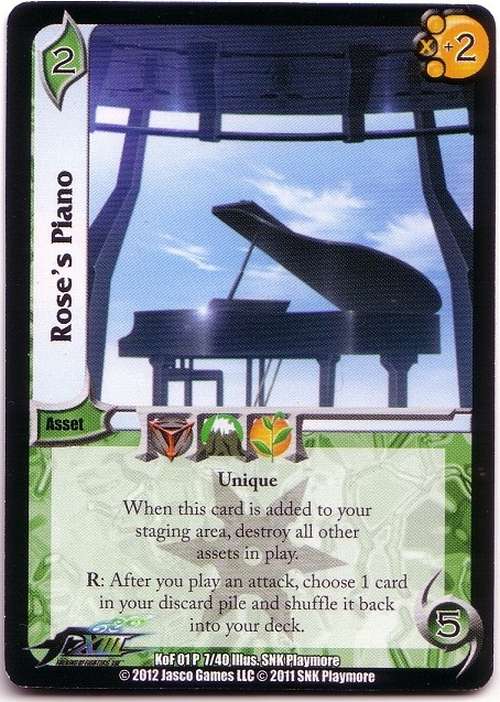 2
X +2
Rose's Piano
Asset
Unique
When this card is added to your
staging area, destroy all other
assets in play.
R: After you play an attack, choose 1 card
in your discard pile and shuffle it back
into your deck.
5
XIII
KoF 01 P 7/40 Illus. SNK Playmore
© 2012 Jasco Games LLC © 2011 SNK Playmore